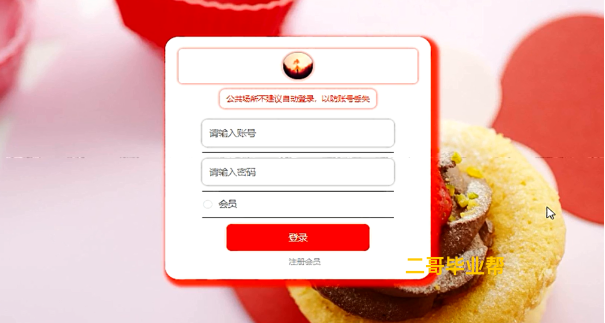 公共场所不建议自动登录，以防账号丢失
请输入账号
请输入密码
会员
登录
注册会员
二哥毕业帮